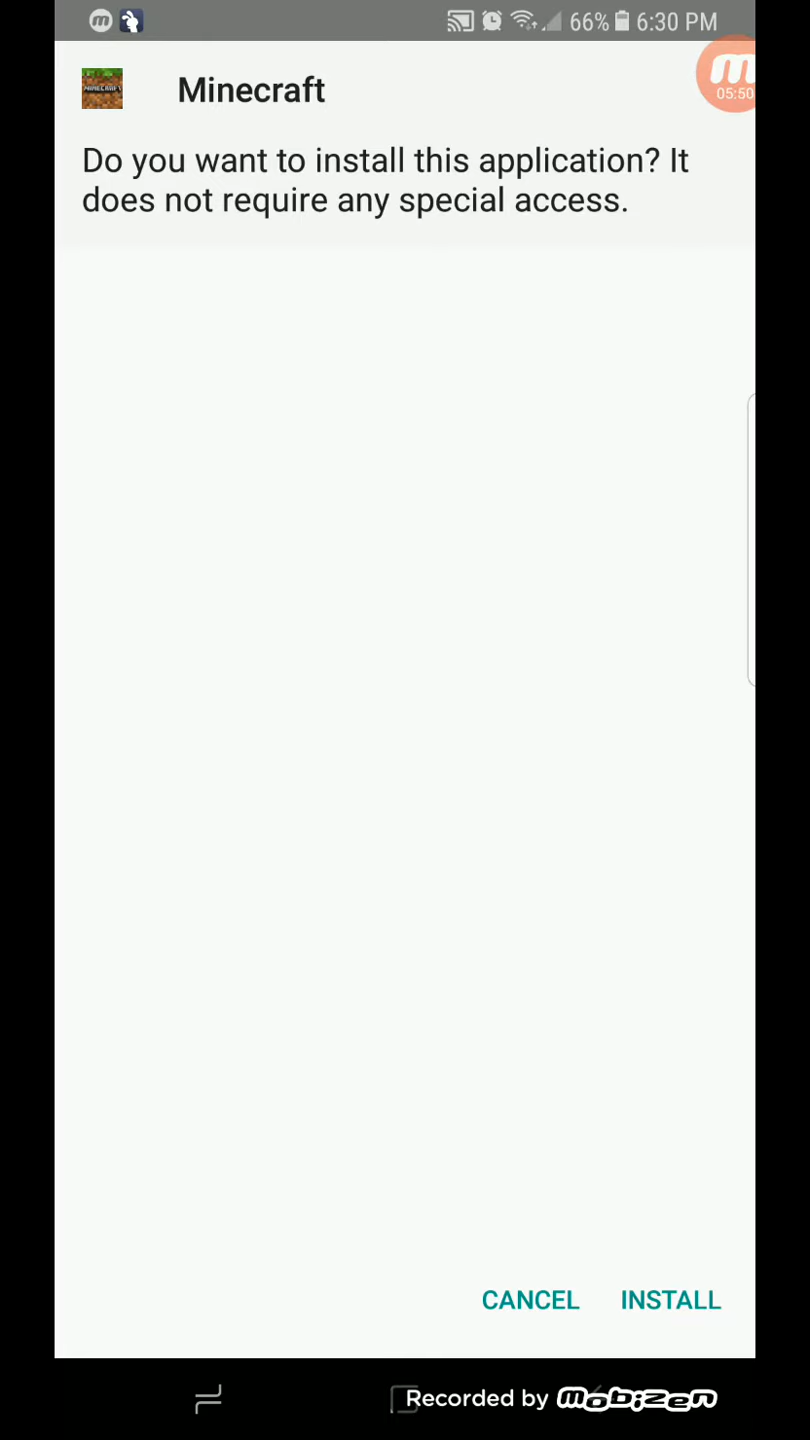 66% 6:30 PM
Minecraft
05:50
Do you want to install this application? It
does not require any special access.
CANCEL INSTALL
Recorded by mobizen